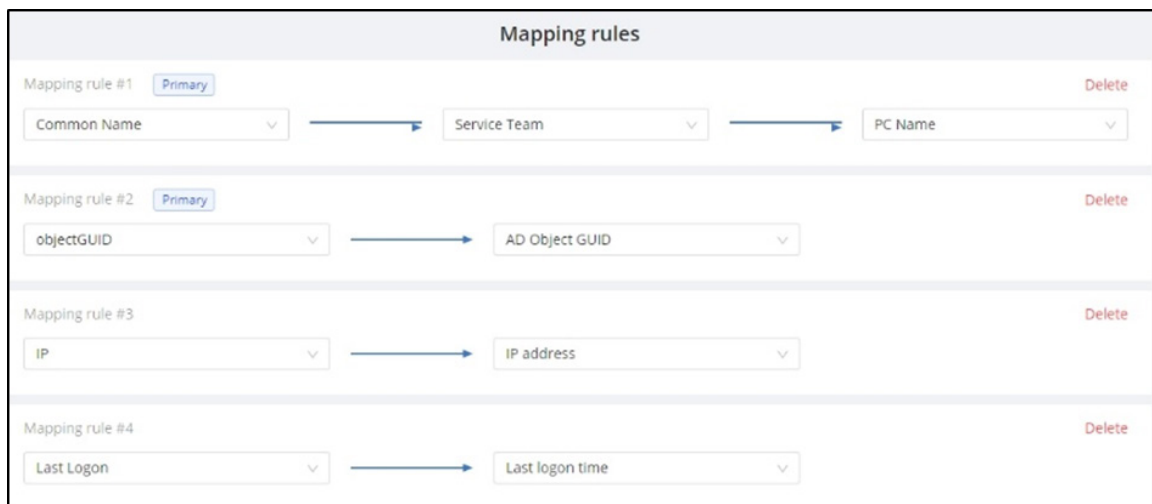 Mapping rules
Mapping rule #1 Primary Delete
Common Name Service Team PC Name
Mapping rule #2 Primary Delete
objectGUID AD Object GUID
Mapping rule #3 Delete
IP IP address
Mapping rule #4 Delete
Last Logon Last logon time